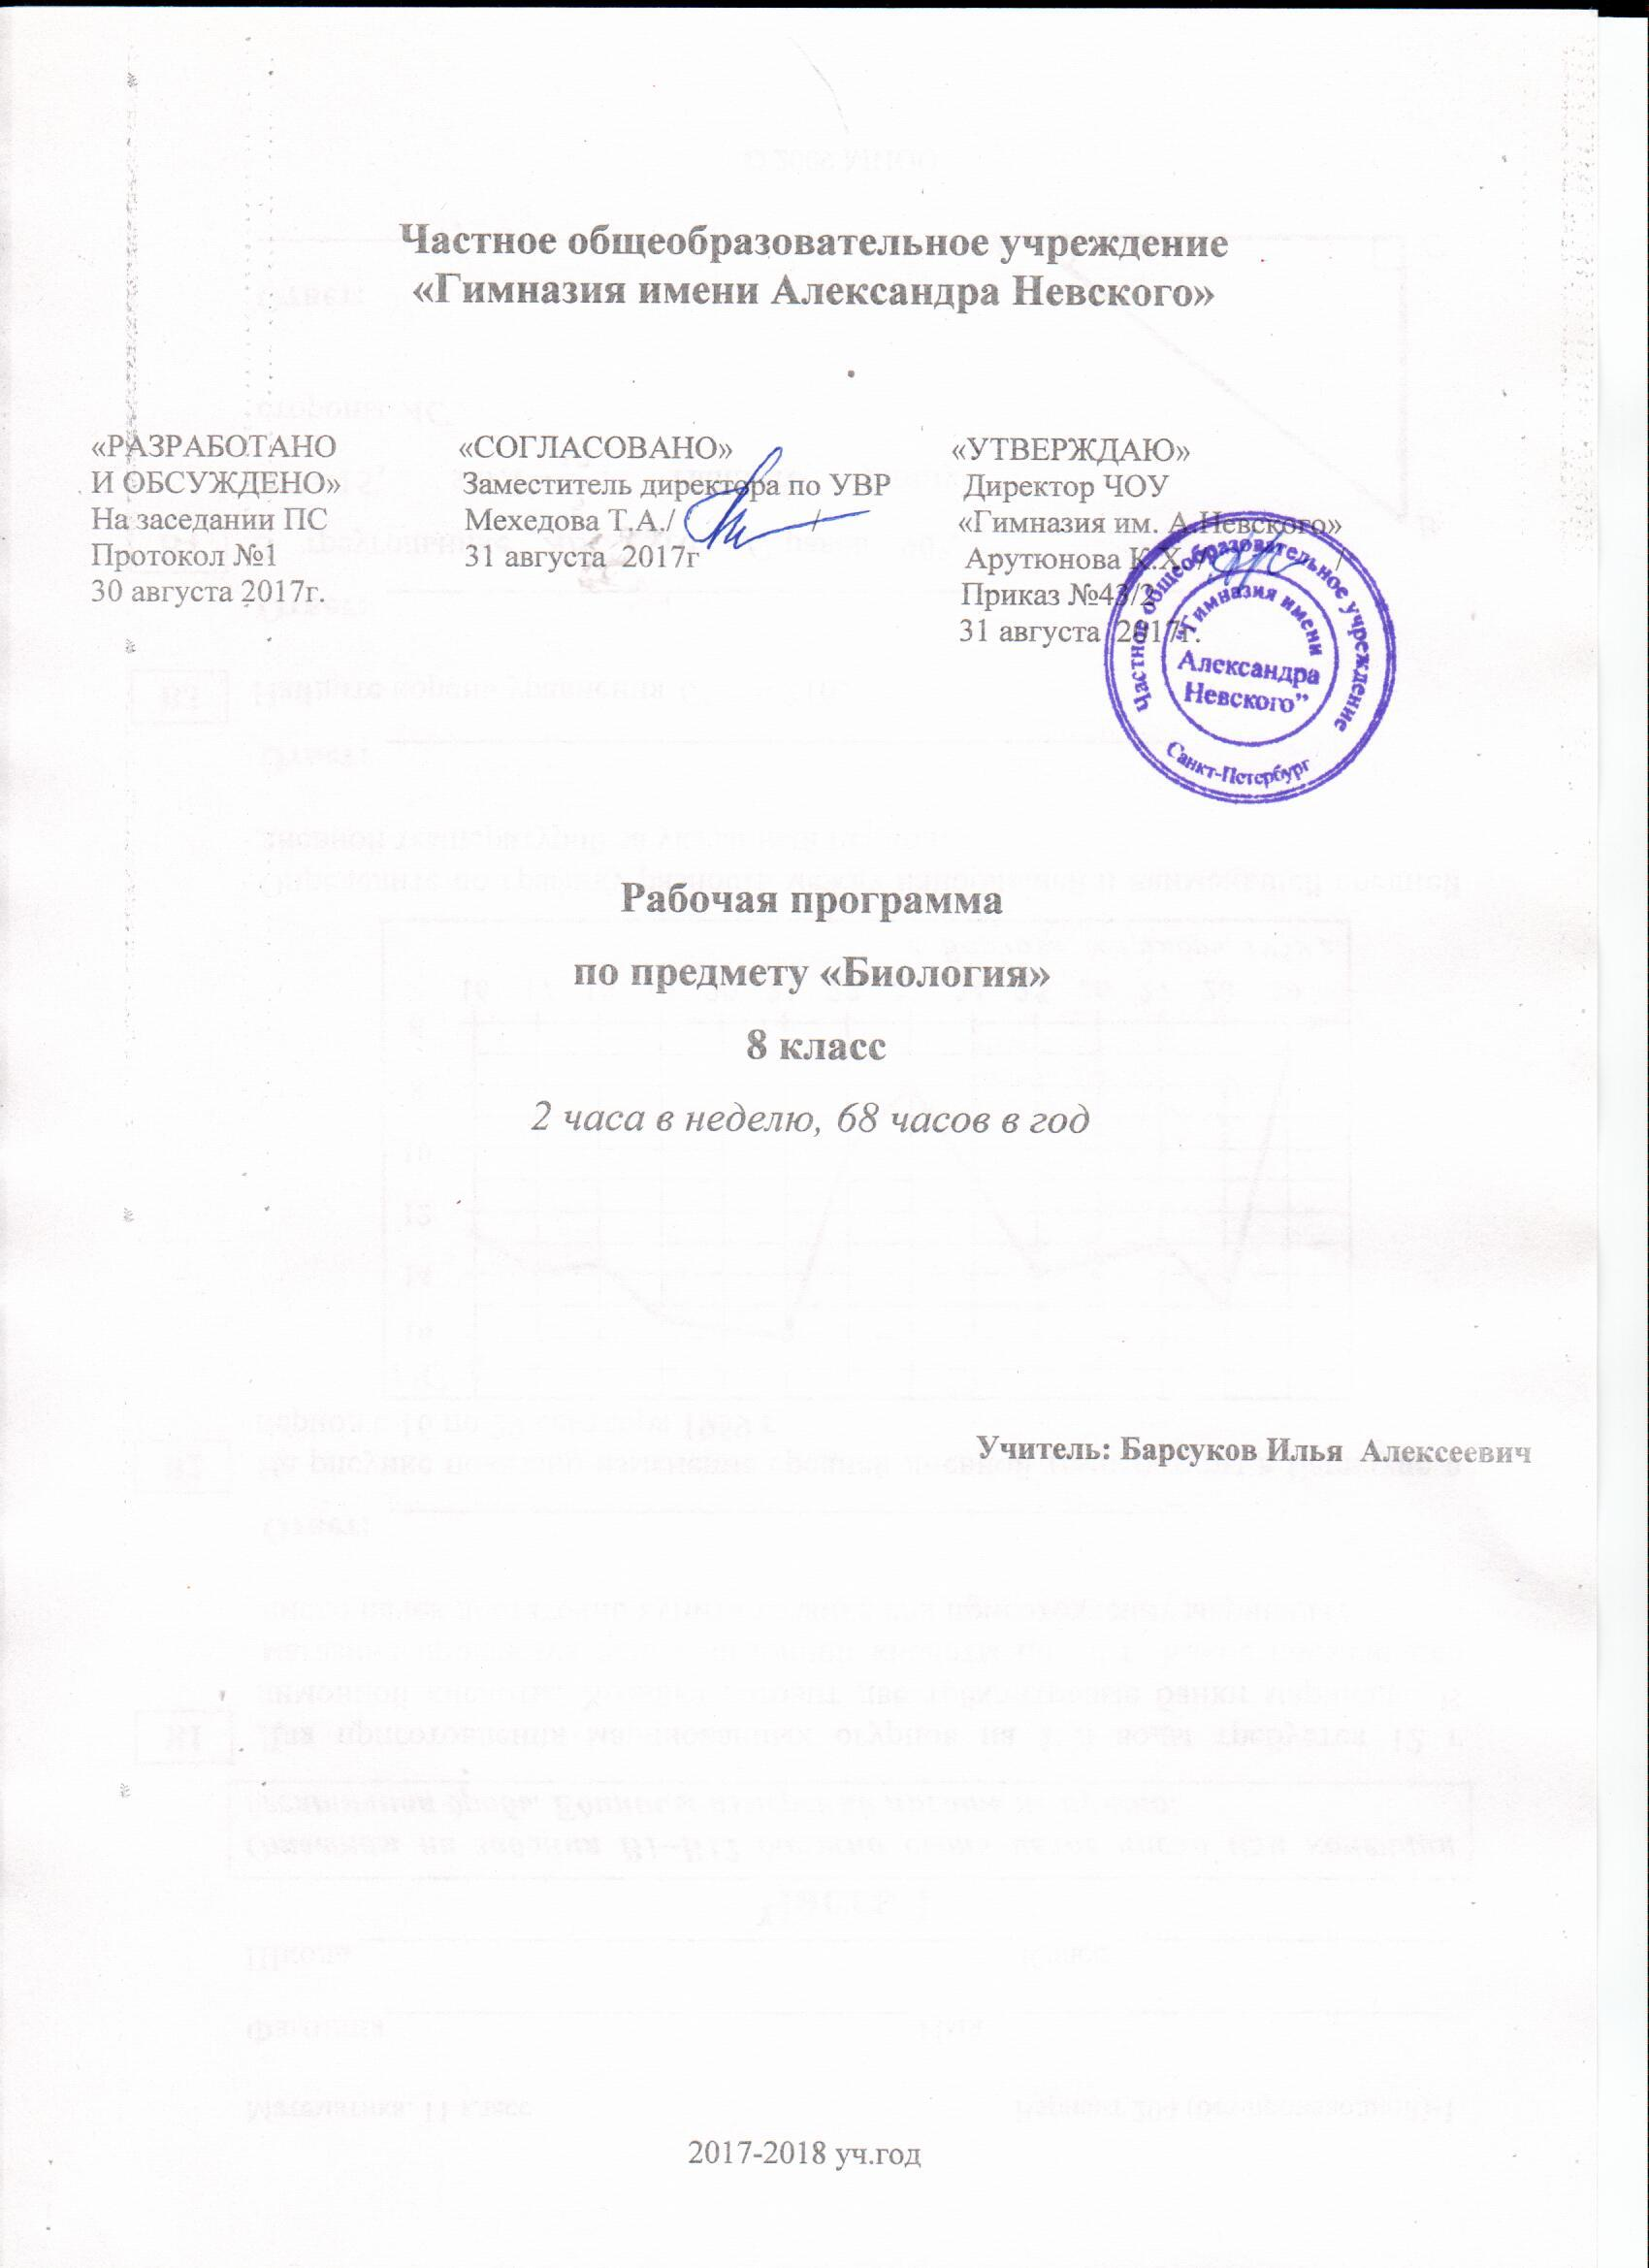 Частное общеобразовательное учреждение
«Гимназия имени Александра Невского»
«РАЗРАБОТАНО
И ОБСУЖДЕНО»
На заседании ПС
Протокол №1
30 августа 2017г.
«СОГЛАСОВАНО»
Заместитель директора по УВР
Мехедова Т.А./ /
31 августа 2017г
«УТВЕРЖДАЮ»
Директор ЧОУ
«Гимназия им. А.Невского»
Арутюнова К.Х. / /
Приказ №43/2
31 августа 2017г.
Частное общеобразовательное учреждение
"Гимназия имени
Александра
Невского"
Санкт-Петербург
Рабочая программа
по предмету «Биология»
8 класс
2 часа в неделю, 68 часов в год
Учитель: Барсуков Илья Алексеевич
2017-2018 уч.год